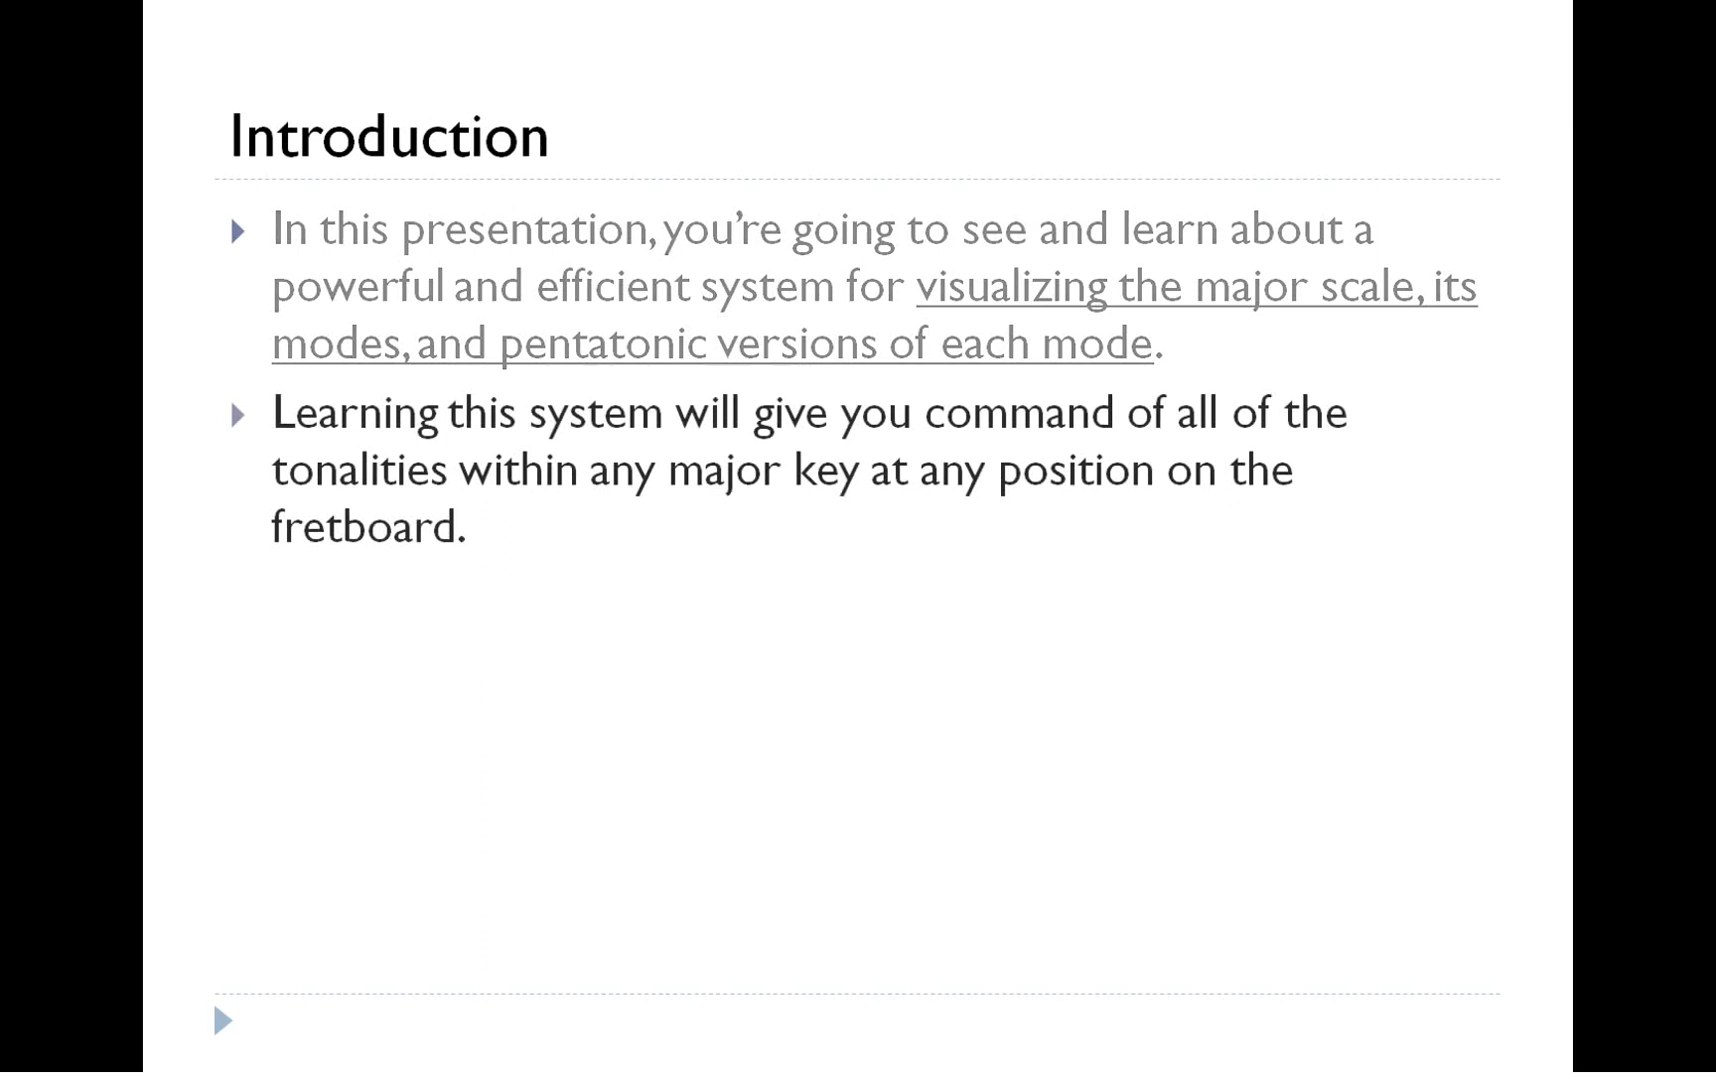 Introduction
In this presentation, you’re going to see and learn about a
powerful and efficient system for visualizing the major scale, its
modes, and pentatonic versions of each mode.
Learning this system will give you command of all of the
tonalities within any major key at any position on the
fretboard.